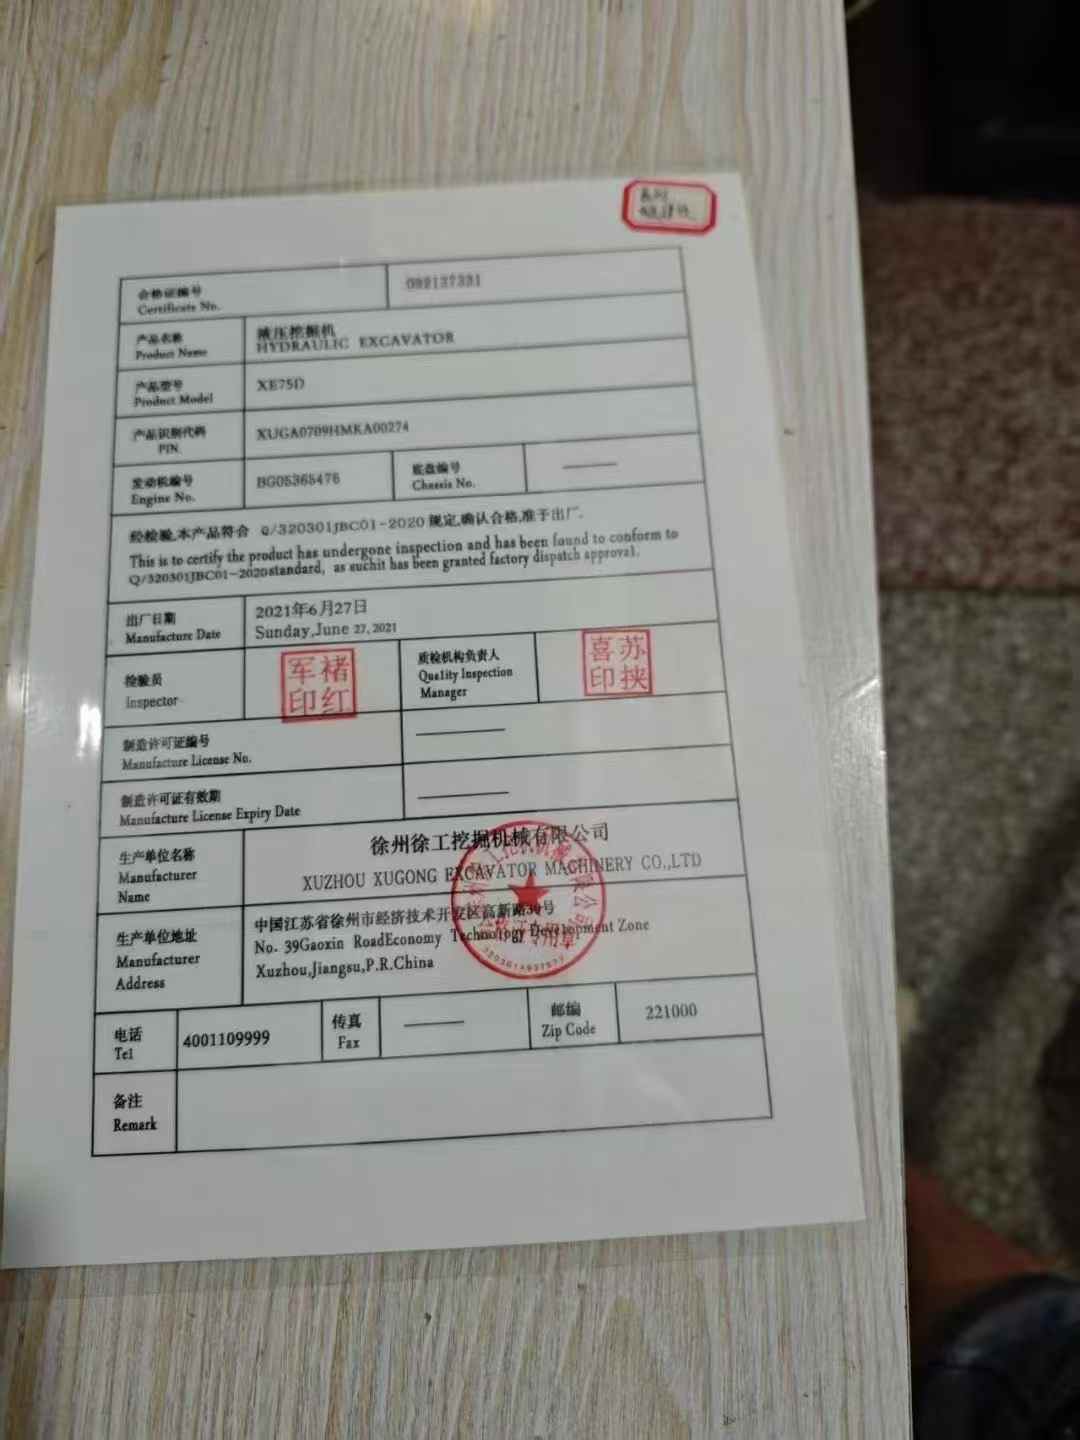 合格证编号
Certificate No.
092137331
产品名称
Product Name
液压挖掘机
HYDRAULIC EXCAVATOR
产品型号
Product Model
XE75D
产品识别代码
PIN
XUGA0709HMKA00274
发动机编号
Engine No.
BG05365476
底盘编号
Chassis No.
经检验,本产品符合 Q/320301JBC01-2020 规定,确认合格,准于出厂.
This is to certify the product has undergone inspection and has been found to conform to
Q/320301JBC01-2020standard, as suchit has been granted factory dispatch approval.
出厂日期
Manufacture Date
2021年6月27日
Sunday,June 27, 2021
检验员
Inspector
褚红军印
质检机构负责人
Quality Inspection
Manager
苏挟喜印
制造许可证编号
Manufacture License No.
制造许可证有效期
Manufacture License Expiry Date
生产单位名称
Manufacturer
Name
徐州徐工挖掘机械有限公司
XUZHOU XUGONG EXCAVATOR MACHINERY CO.,LTD
生产单位地址
Manufacturer
Address
中国江苏省徐州市经济技术开发区高新路39号
No. 39Gaoxin RoadEconomy Technology Development Zone
Xuzhou,Jiangsu,P.R.China
电话
Tel
4001109999
传真
Fax
邮编
Zip Code
221000
备注
Remark